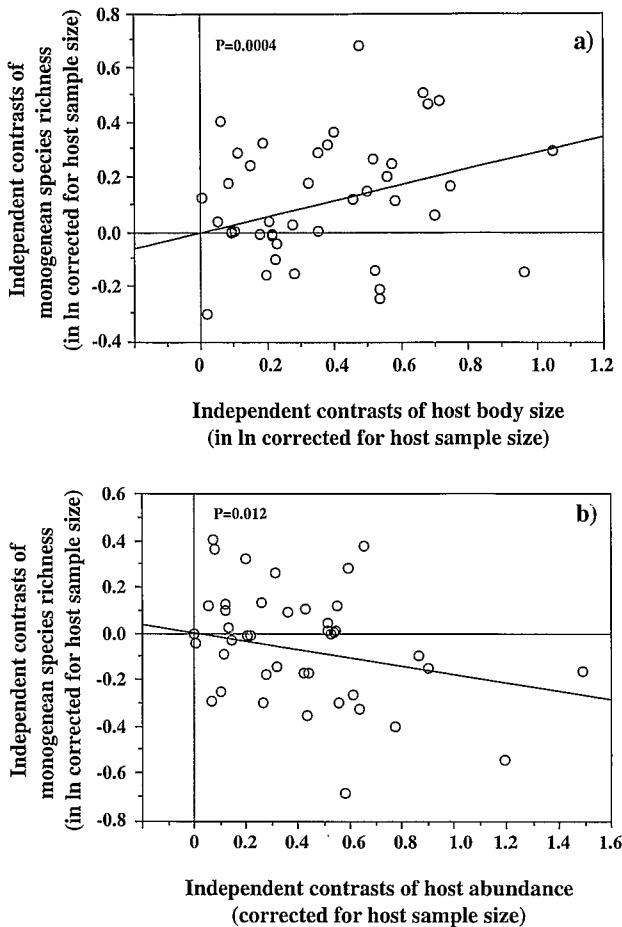 0.8
0.6
0.4
0.2
0.0
-0.2
-0.4
P=0.0004
a)
Independent contrasts of
monogenean species richness
(in ln corrected for host sample size)
0 0.2 0.4 0.6 0.8 1.0 1.2
Independent contrasts of host body size
(in ln corrected for host sample size)
0.6
0.4
0.2
0.0
-0.2
-0.4
-0.6
-0.8
P=0.012
b)
Independent contrasts of
monogenean species richness
(in ln corrected for host sample size)
0 0.2 0.4 0.6 0.8 1.0 1.2 1.4 1.6
Independent contrasts of host abundance
(corrected for host sample size)